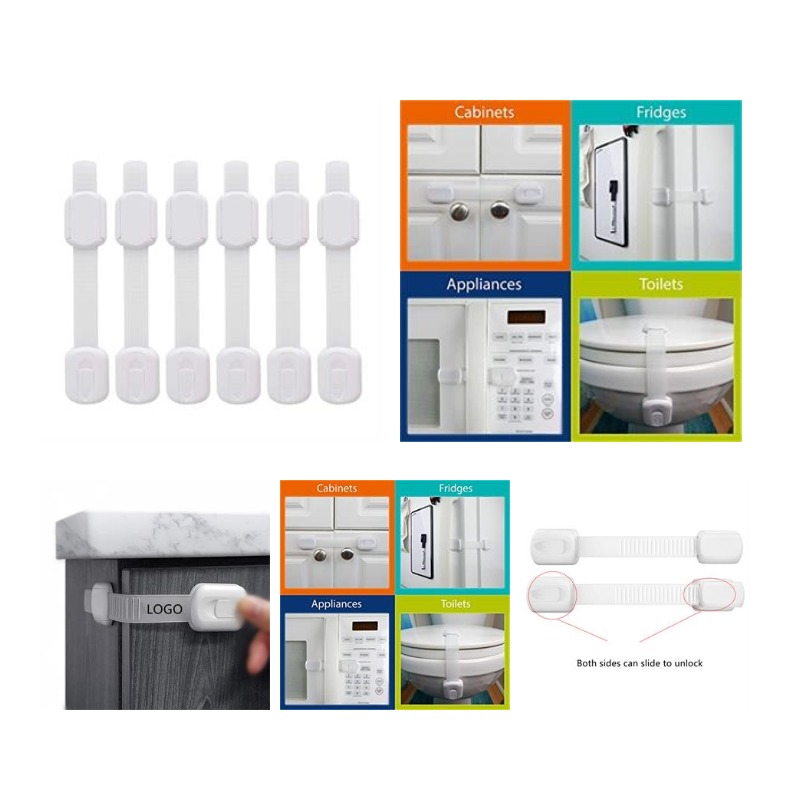 Cabinets
Fridges
Appliances
Toilets
LOGO
Cabinets
Fridges
Appliances
Toilets
Both sides can slide to unlock